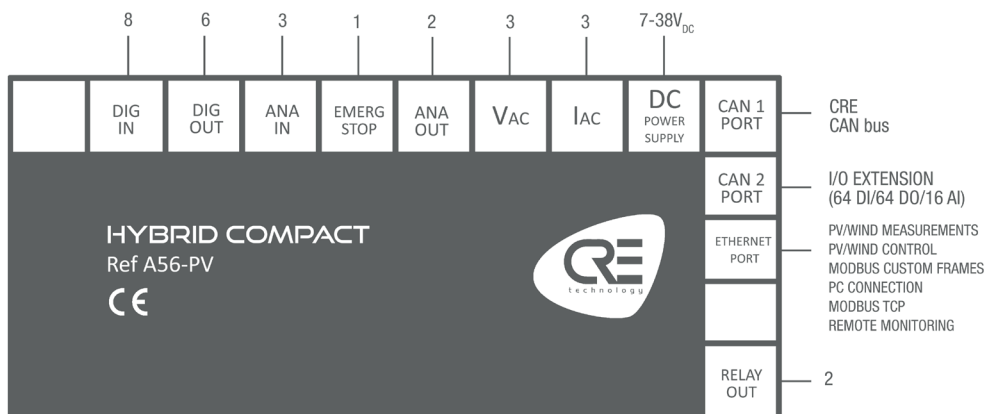 8
6
3
1
2
3
3
7-38V DC
DIG IN
DIG OUT
ANA IN
EMERG STOP
ANA OUT
VAC
IAC
DC POWER SUPPLY
CAN 1 PORT
CRE CAN bus
CAN 2 PORT
I/O EXTENSION
(64 DI/64 DO/16 AI)
ETHERNET PORT
PV/WIND MEASUREMENTS
PV/WIND CONTROL
MODBUS CUSTOM FRAMES
PC CONNECTION
MODBUS TCP
REMOTE MONITORING
HYBRID COMPACT
Ref A56-PV
CE
CRE
technology
RELAY OUT
2